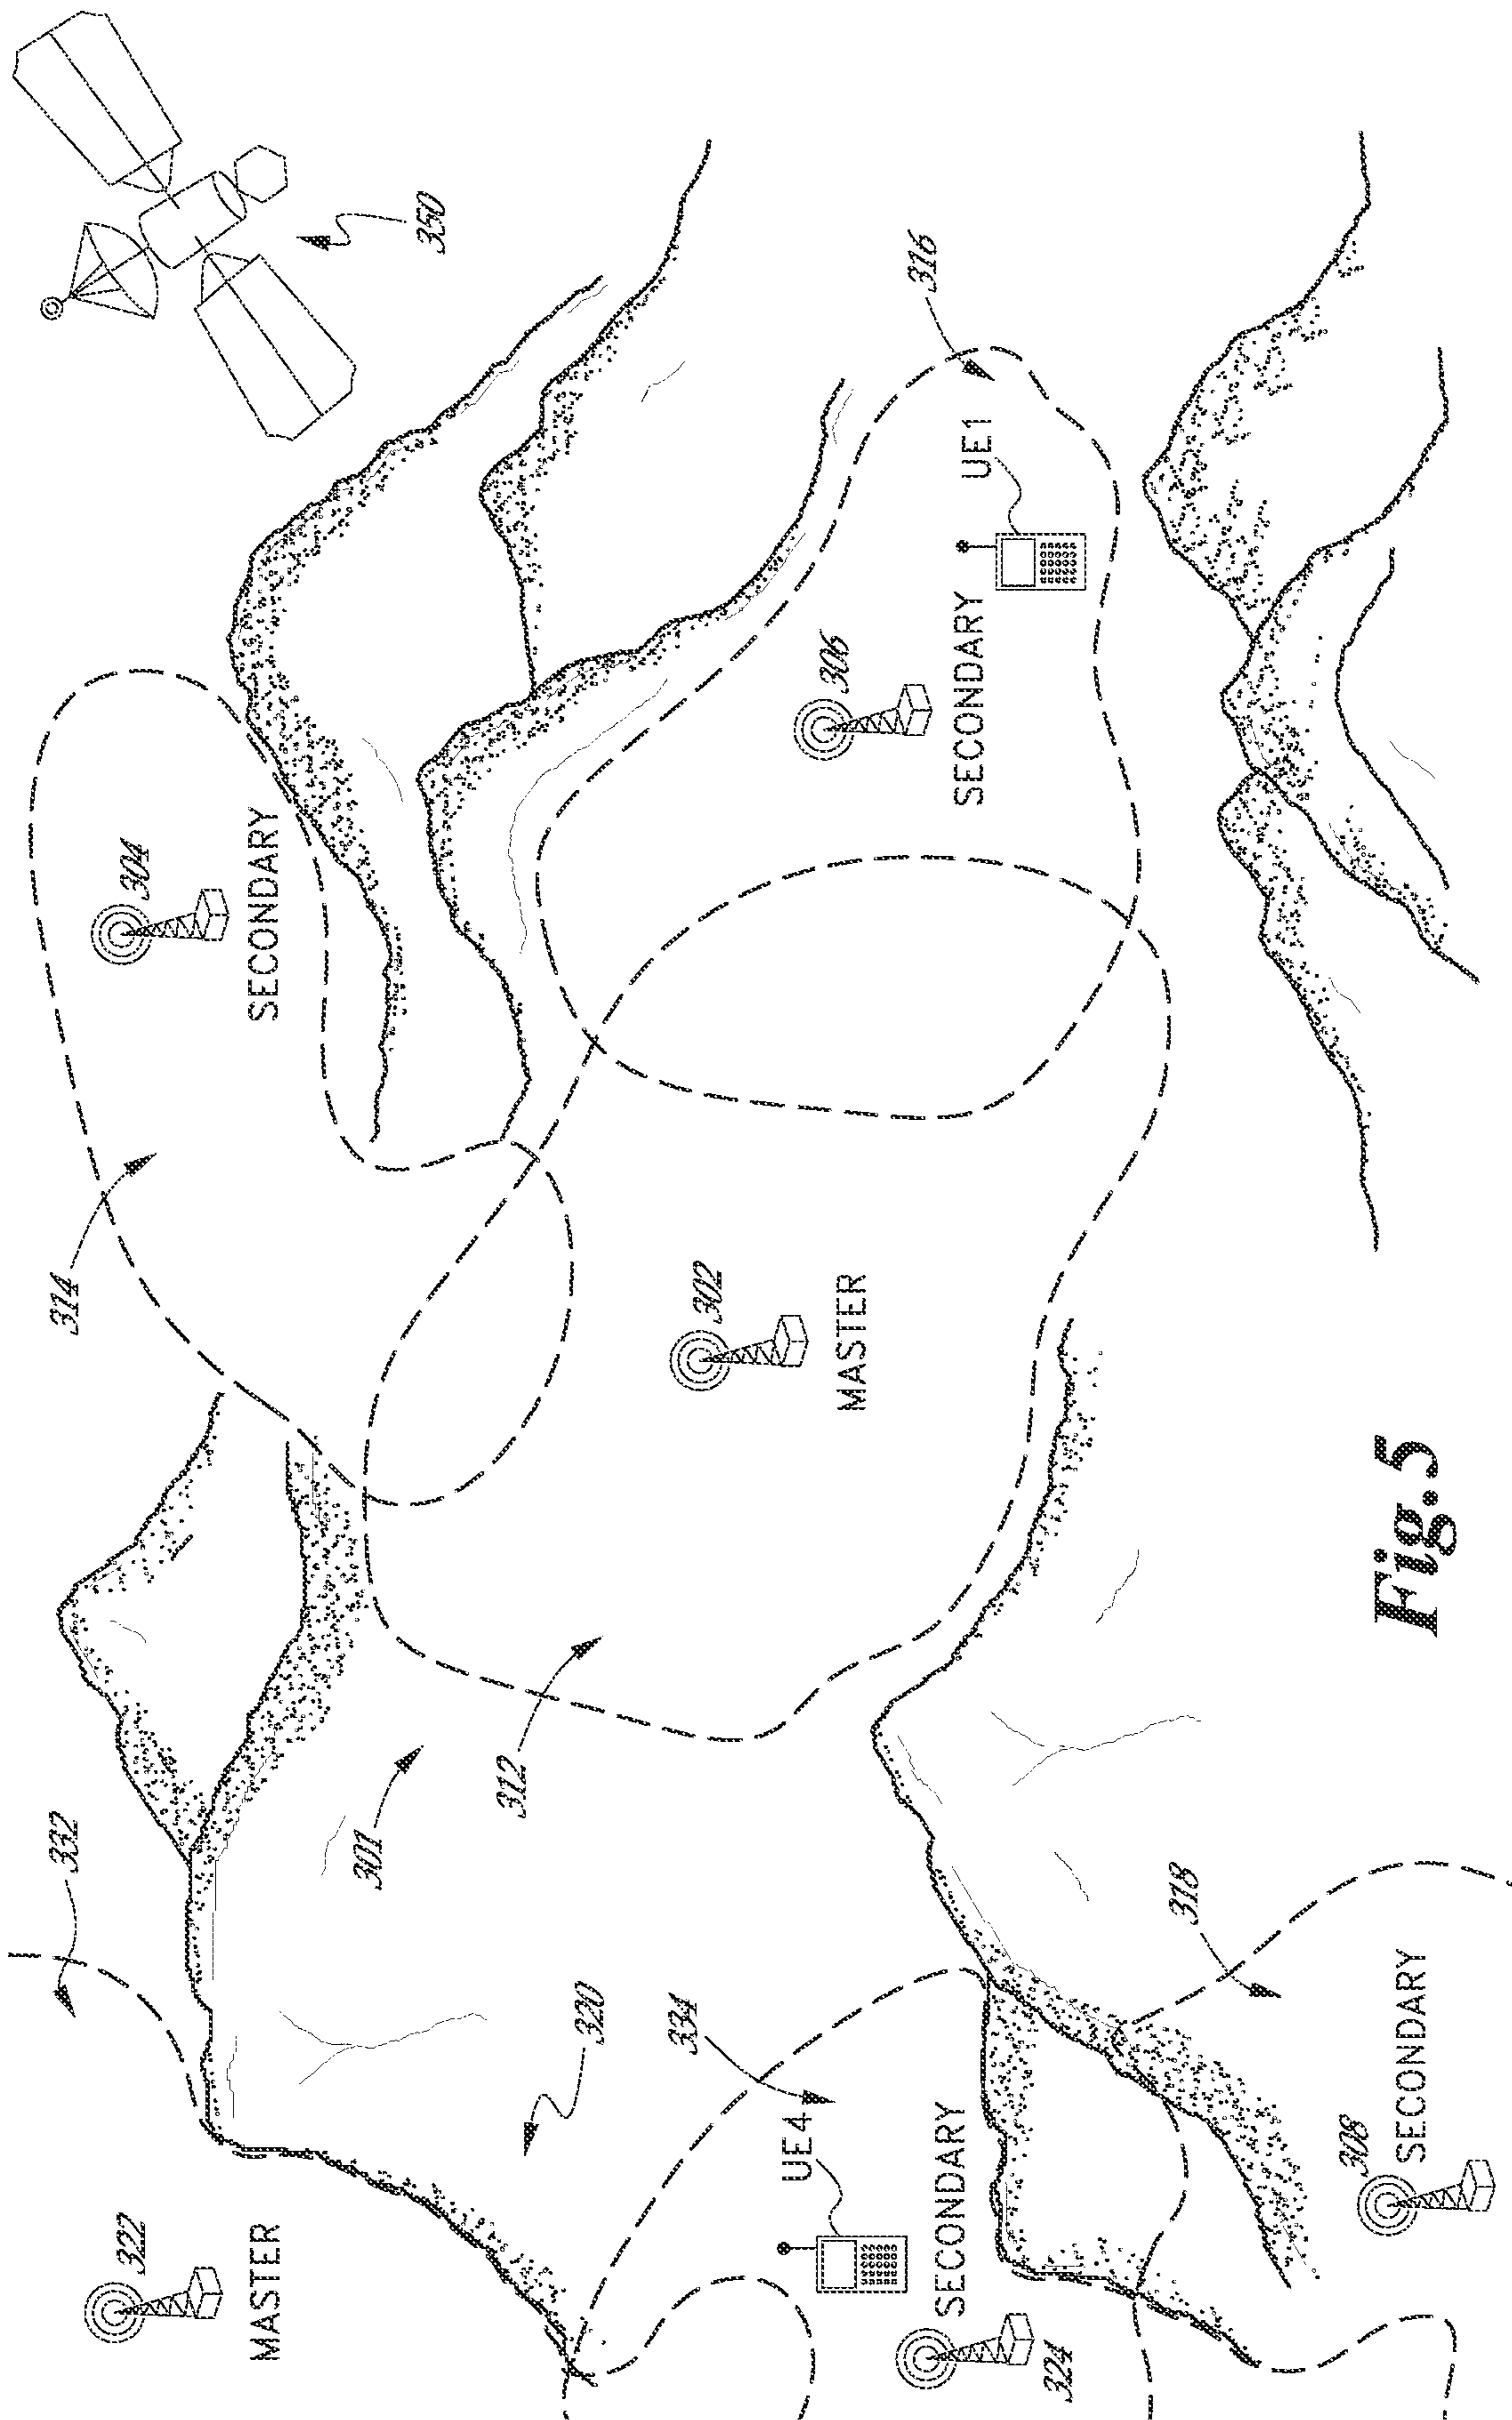 350
332
322
MASTER
314
304
SECONDARY
301
312
320
302
MASTER
316
UE1
306
SECONDARY
334
UE4
SECONDARY
324
318
308
SECONDARY
Fig. 5